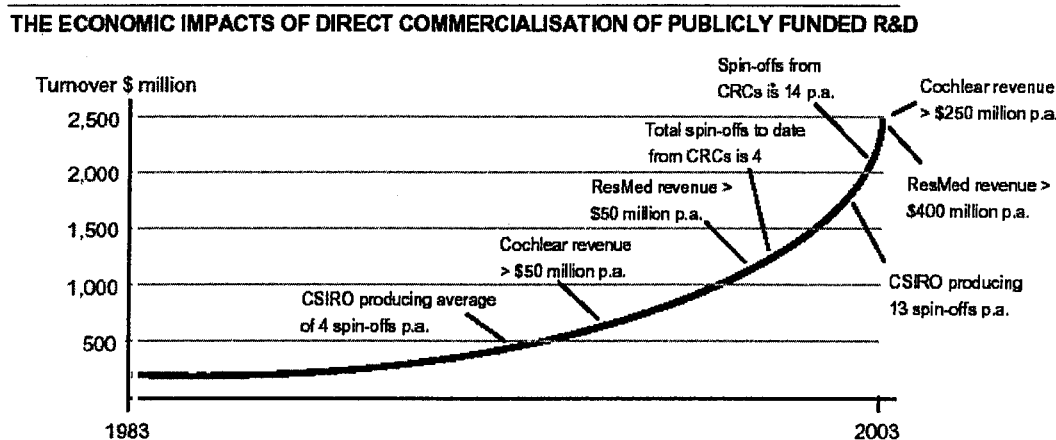 THE ECONOMIC IMPACTS OF DIRECT COMMERCIALISATION OF PUBLICLY FUNDED R&D
Turnover $ million
2,500
2,000
1,500
1,000
500
1983
2003
CSIRO producing average
of 4 spin-offs p.a.
Cochlear revenue
> $50 million p.a.
ResMed revenue >
$50 million p.a.
Total spin-offs to date
from CRCs is 4
Spin-offs from
CRCs is 14 p.a.
Cochlear revenue
> $250 million p.a.
ResMed revenue >
$400 million p.a.
CSIRO producing
13 spin-offs p.a.